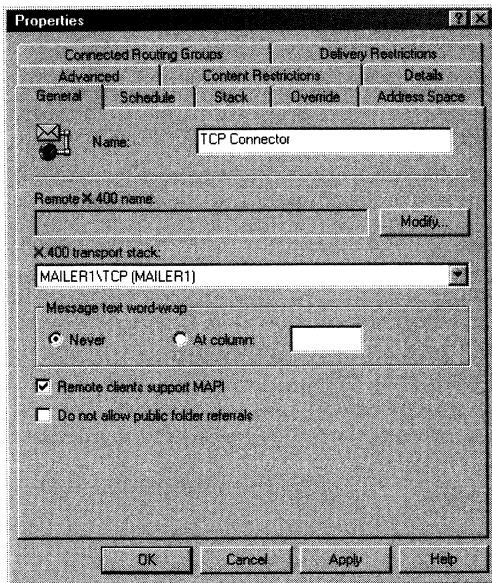 Properties
Connected Routing Groups Delivery Restrictions
Advanced Content Restrictions Details
General Schedule Stack Override Address Space
Name: TCP Connector
Remote X.400 name:
Modify...
X.400 transport stack:
MAILER1\TCP (MAILER1)
Message text word-wrap
Never At column:
Remote clients support MAPI
Do not allow public folder referrals
OK Cancel Apply Help